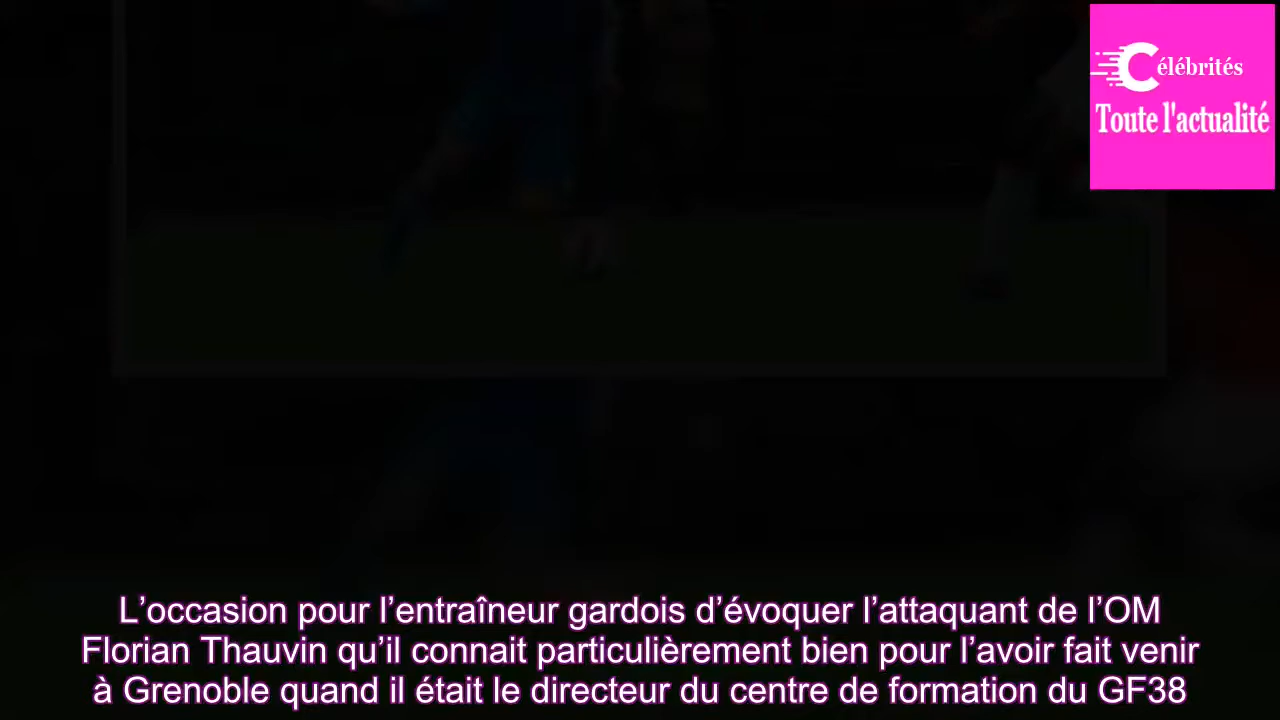 Célébrités
Toute l'actualité
L’occasion pour l’entraîneur gardois d’évoquer l’attaquant de l’OM
Florian Thauvin qu’il connait particulièrement bien pour l’avoir fait venir
à Grenoble quand il était le directeur du centre de formation du GF38